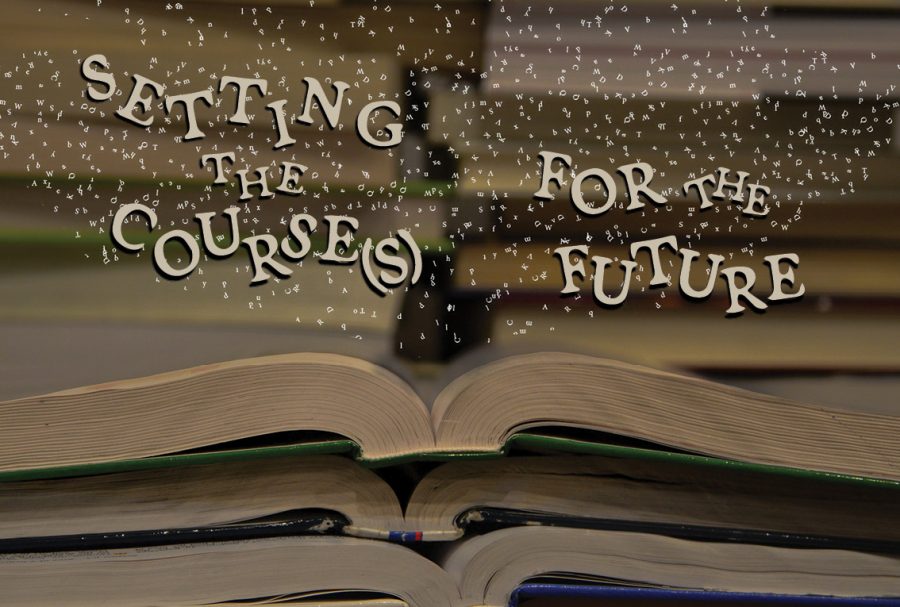 SETTING
THE
COURSE(S)
FOR THE
FUTURE